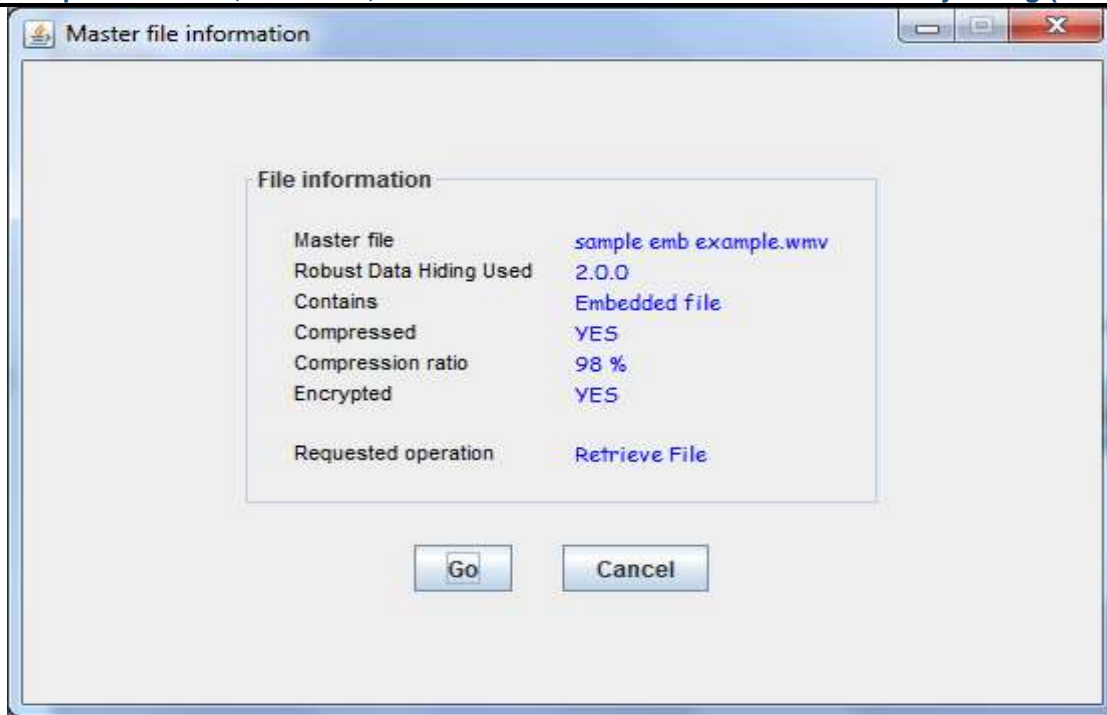 Master file information
File information
Master file sample emb example.wmv
Robust Data Hiding Used 2.0.0
Contains Embedded file
Compressed YES
Compression ratio 98 %
Encrypted YES
Requested operation Retrieve File
Go Cancel